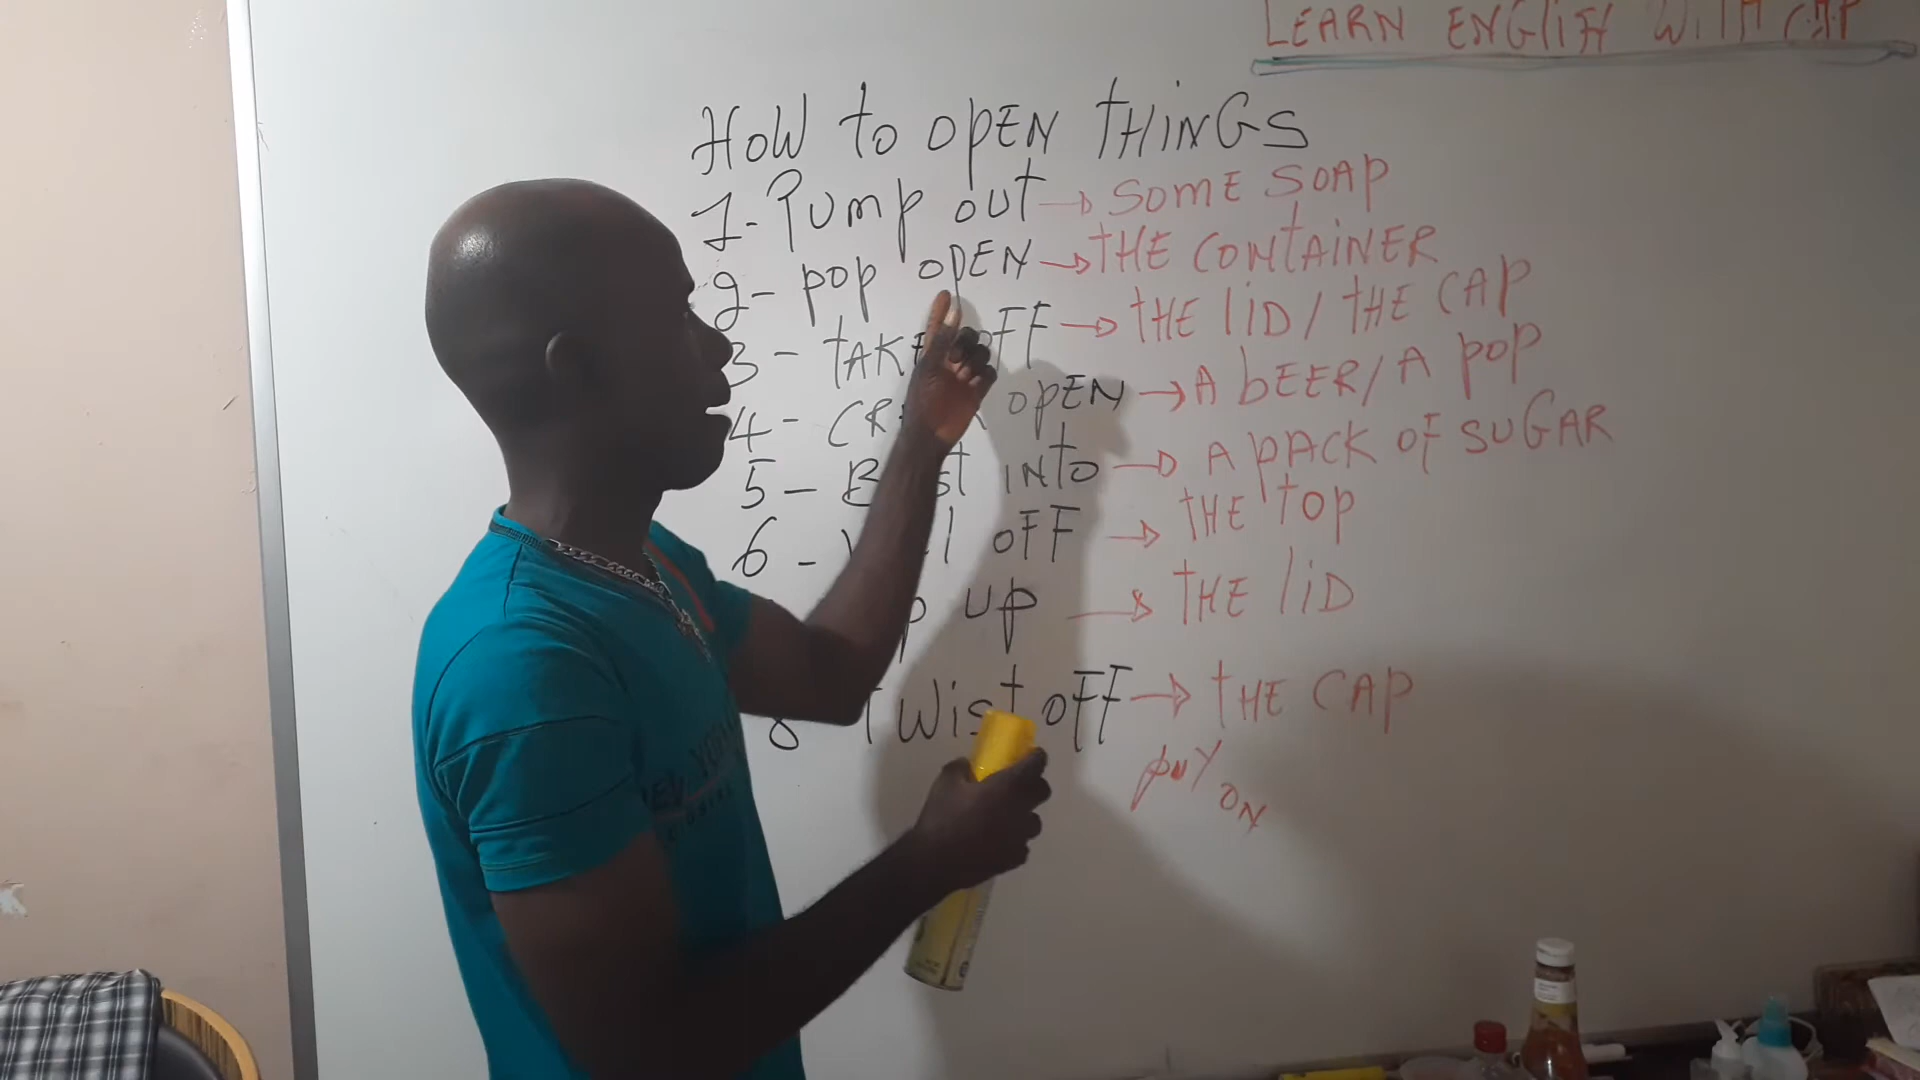 LEARN ENGLISH WITH CAP
HOW to OPEN tHiNGS
1- Pump out → SOME SOAP
2- pop OPEN → tHE CONtAiNER
3 - tAKE OFF → tHE liD / tHE CAP
4 - OPEN → A bEER / A pop
5 - INto → A pACK OF SUGAR
6 - OFF → tHE top
up → tHE liD
8 tWist OFF → tHE CAP
ON